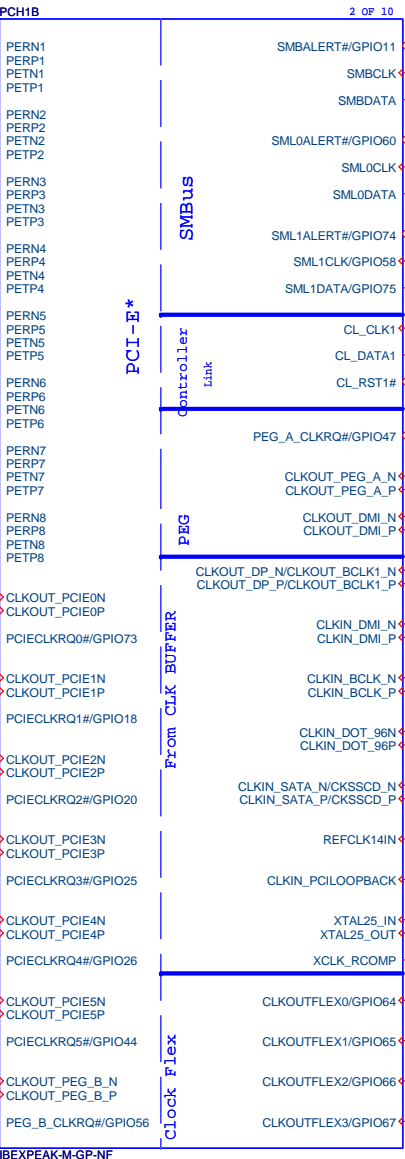 PCH1B
2 OF 10
PERN1
PERP1
PETN1
PETP1
PERN2
PERP2
PETN2
PETP2
PERN3
PERP3
PETN3
PETP3
PERN4
PERP4
PETN4
PETP4
PERN5
PERP5
PETN5
PETP5
PERN6
PERP6
PETN6
PETP6
PERN7
PERP7
PETN7
PETP7
PERN8
PERP8
PETN8
PETP8
CLKOUT_PCIE0N
CLKOUT_PCIE0P
PCIECLKRQ0#/GPIO73
CLKOUT_PCIE1N
CLKOUT_PCIE1P
PCIECLKRQ1#/GPIO18
CLKOUT_PCIE2N
CLKOUT_PCIE2P
PCIECLKRQ2#/GPIO20
CLKOUT_PCIE3N
CLKOUT_PCIE3P
PCIECLKRQ3#/GPIO25
CLKOUT_PCIE4N
CLKOUT_PCIE4P
PCIECLKRQ4#/GPIO26
CLKOUT_PCIE5N
CLKOUT_PCIE5P
PCIECLKRQ5#/GPIO44
CLKOUT_PEG_B_N
CLKOUT_PEG_B_P
PEG_B_CLKRQ#/GPIO56
PCI-E*
SMBus
Controller
Link
PEG
From CLK BUFFER
Clock Flex
SMBALERT#/GPIO11
SMBCLK
SMBDATA
SML0ALERT#/GPIO60
SML0CLK
SML0DATA
SML1ALERT#/GPIO74
SML1CLK/GPIO58
SML1DATA/GPIO75
CL_CLK1
CL_DATA1
CL_RST1#
PEG_A_CLKRQ#/GPIO47
CLKOUT_PEG_A_N
CLKOUT_PEG_A_P
CLKOUT_DMI_N
CLKOUT_DMI_P
CLKOUT_DP_N/CLKOUT_BCLK1_N
CLKOUT_DP_P/CLKOUT_BCLK1_P
CLKIN_DMI_N
CLKIN_DMI_P
CLKIN_BCLK_N
CLKIN_BCLK_P
CLKIN_DOT_96N
CLKIN_DOT_96P
CLKIN_SATA_N/CKSSCD_N
CLKIN_SATA_P/CKSSCD_P
REFCLK14IN
CLKIN_PCILOOPBACK
XTAL25_IN
XTAL25_OUT
XCLK_RCOMP
CLKOUTFLEX0/GPIO64
CLKOUTFLEX1/GPIO65
CLKOUTFLEX2/GPIO66
CLKOUTFLEX3/GPIO67
IBEXPEAK-M-GP-NF